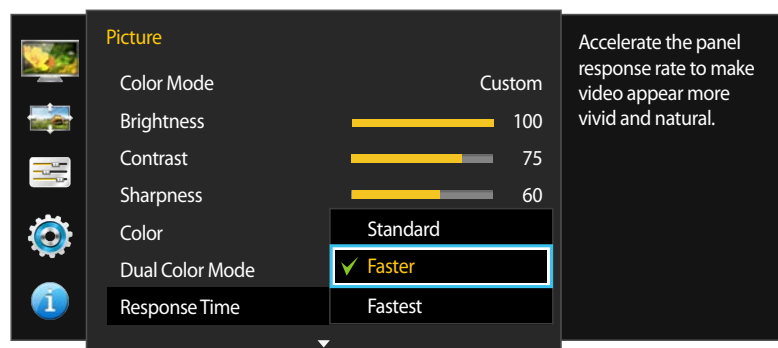 Picture
Color Mode Custom
Brightness 100
Contrast 75
Sharpness 60
Color Standard
Dual Color Mode Faster
Response Time Fastest
Accelerate the panel
response rate to make
video appear more
vivid and natural.